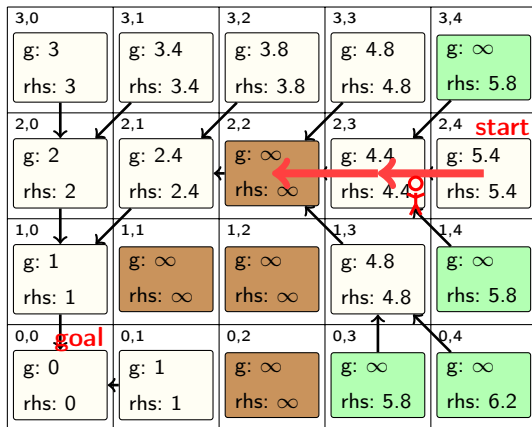 3,0 3,1 3,2 3,3 3,4
g: 3 g: 3.4 g: 3.8 g: 4.8 g: ∞
rhs: 3 rhs: 3.4 rhs: 3.8 rhs: 4.8 rhs: 5.8
2,0 2,1 2,2 2,3 2,4 start
g: 2 g: 2.4 g: ∞ g: 4.4 g: 5.4
rhs: 2 rhs: 2.4 rhs: ∞ rhs: 4.4 rhs: 5.4
1,0 1,1 1,2 1,3 1,4
g: 1 g: ∞ g: ∞ g: 4.8 g: ∞
rhs: 1 rhs: ∞ rhs: ∞ rhs: 4.8 rhs: 5.8
0,0 goal 0,1 0,2 0,3 0,4
g: 0 g: 1 g: ∞ g: ∞ g: ∞
rhs: 0 rhs: 1 rhs: ∞ rhs: 5.8 rhs: 6.2